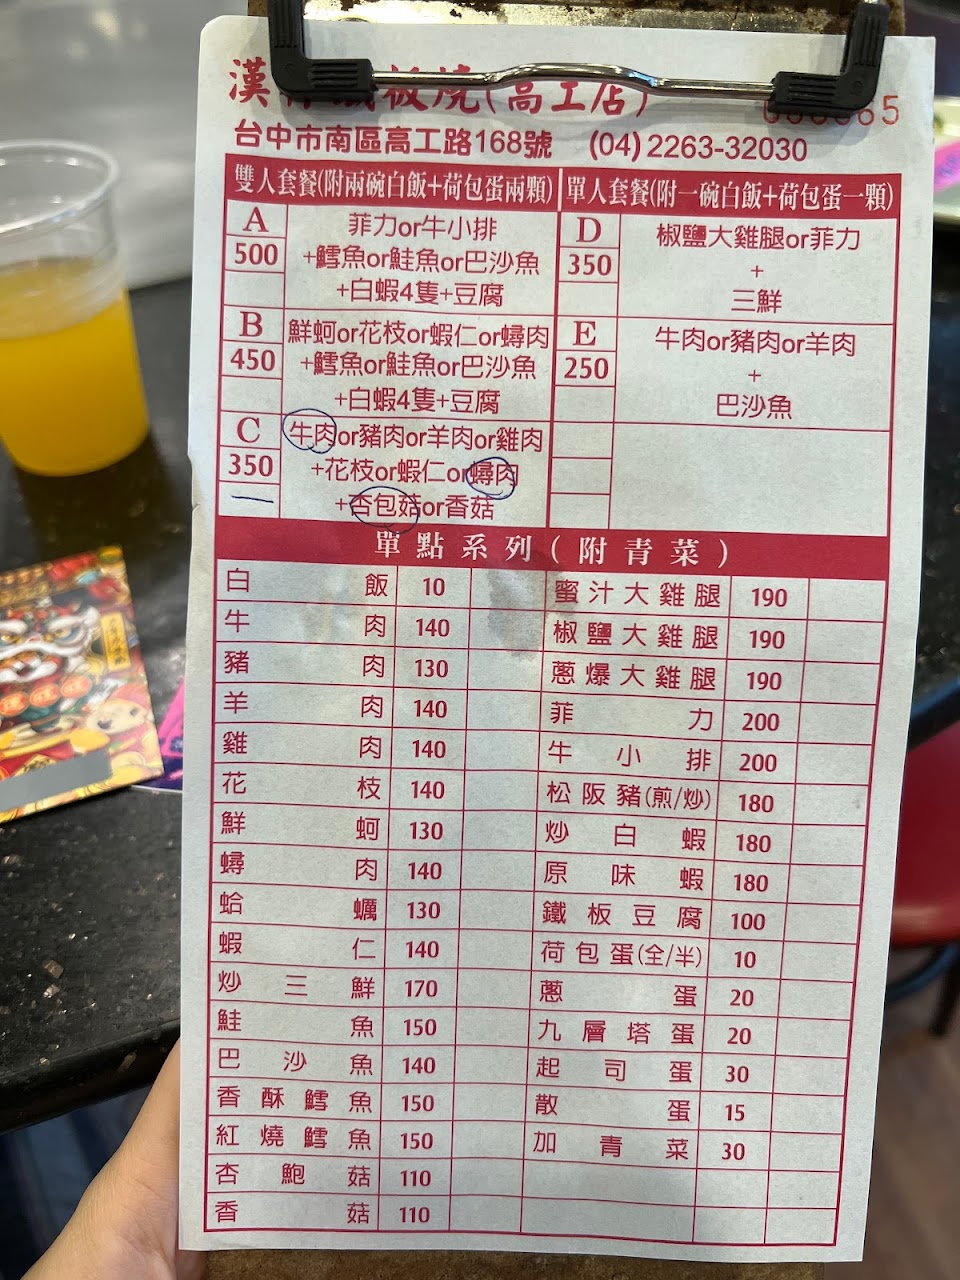 漢 板燒(高工店)
台中市南區高工路168號 (04) 2263-32030
雙人套餐(附兩碗白飯+荷包蛋兩顆)
A
500
菲力or牛小排
+鱈魚or鮭魚or巴沙魚
+白蝦4隻+豆腐
B
450
鮮蚵or花枝or蝦仁or蟳肉
+鱈魚or鮭魚or巴沙魚
+白蝦4隻+豆腐
C
350
牛肉or豬肉or羊肉or雞肉
+花枝or蝦仁or蟳肉
+杏包菇or香菇
單人套餐(附一碗白飯+荷包蛋一顆)
D
350
椒鹽大雞腿or菲力
+
三鮮
E
250
牛肉or豬肉or羊肉
+
巴沙魚
單點系列(附青菜)
白飯 10
牛肉 140
豬肉 130
羊肉 140
雞肉 140
花枝 140
鮮蚵 130
蟳肉 140
蛤蠣 130
蝦仁 140
炒三鮮 170
鮭魚 150
巴沙魚 140
香酥鱈魚 150
紅燒鱈魚 150
杏鮑菇 110
香菇 110
蜜汁大雞腿 190
椒鹽大雞腿 190
蔥爆大雞腿 190
菲力 200
牛小排 200
松阪豬(煎/炒) 180
炒白蝦 180
原味蝦 180
鐵板豆腐 100
荷包蛋(全/半) 10
蔥蛋 20
九層塔蛋 20
起司蛋 30
散蛋 15
加青菜 30